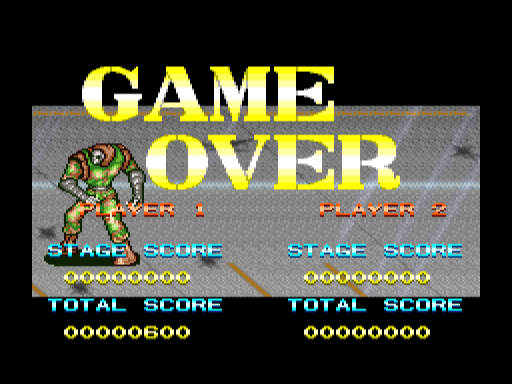 GAME
OVER
PLAYER 1 PLAYER 2
STAGE SCORE STAGE SCORE
00000000 00000000
TOTAL SCORE TOTAL SCORE
00000600 00000000